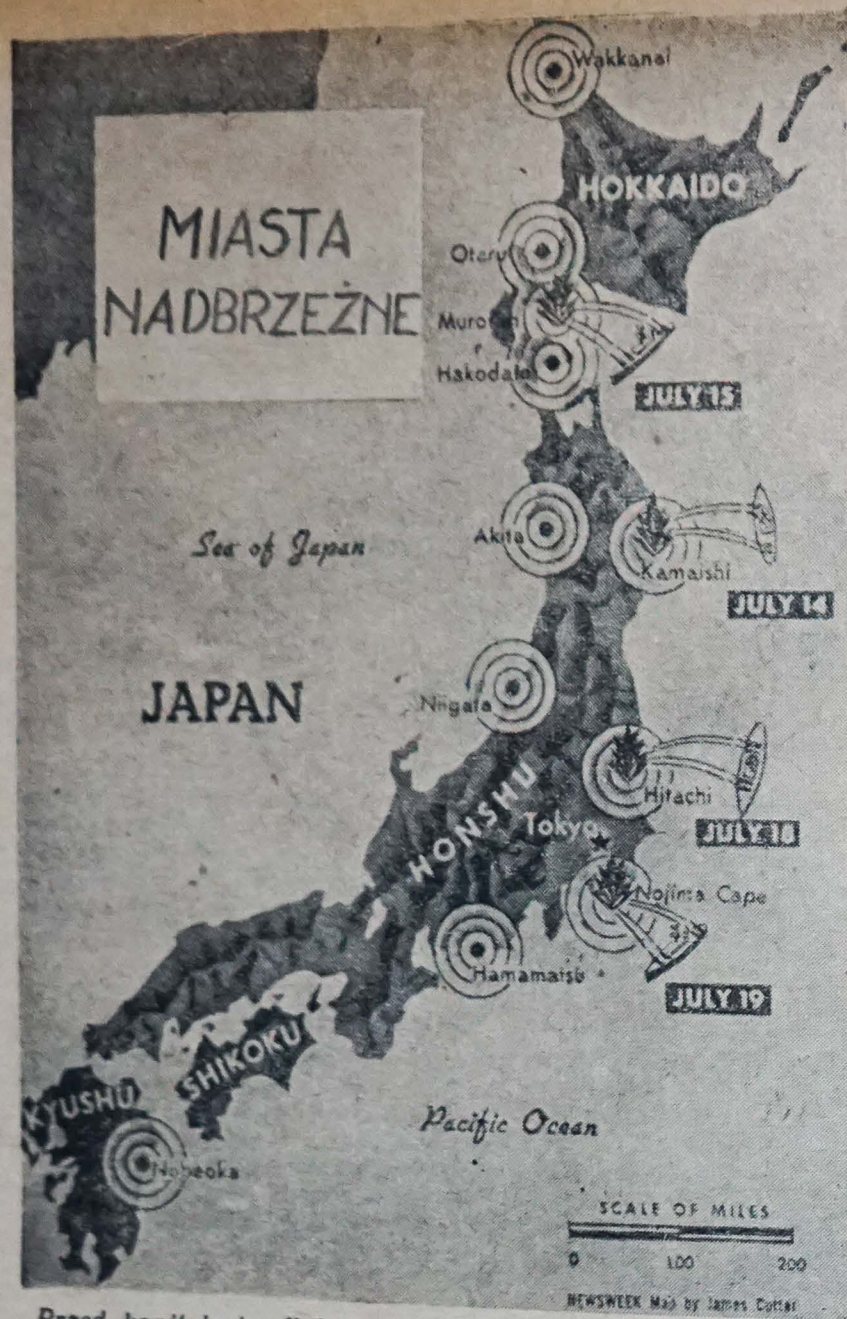 Wakkanai
HOKKAIDO
MIASTA
NADBRZEŻNE
Otaru
Hakodate
JULY 15
Sea of Japan
Akita
Kamaishi
JULY 14
JAPAN
Niigata
Hitachi
HONSHU
Tokyo
JULY 18
Nojima Cape
Hamamatsu
JULY 19
SHIKOKU
KYUSHU
Pacific Ocean
Nobeoka
SCALE OF MILES
0 100 200
NEWSWEEK Map by James Cutter